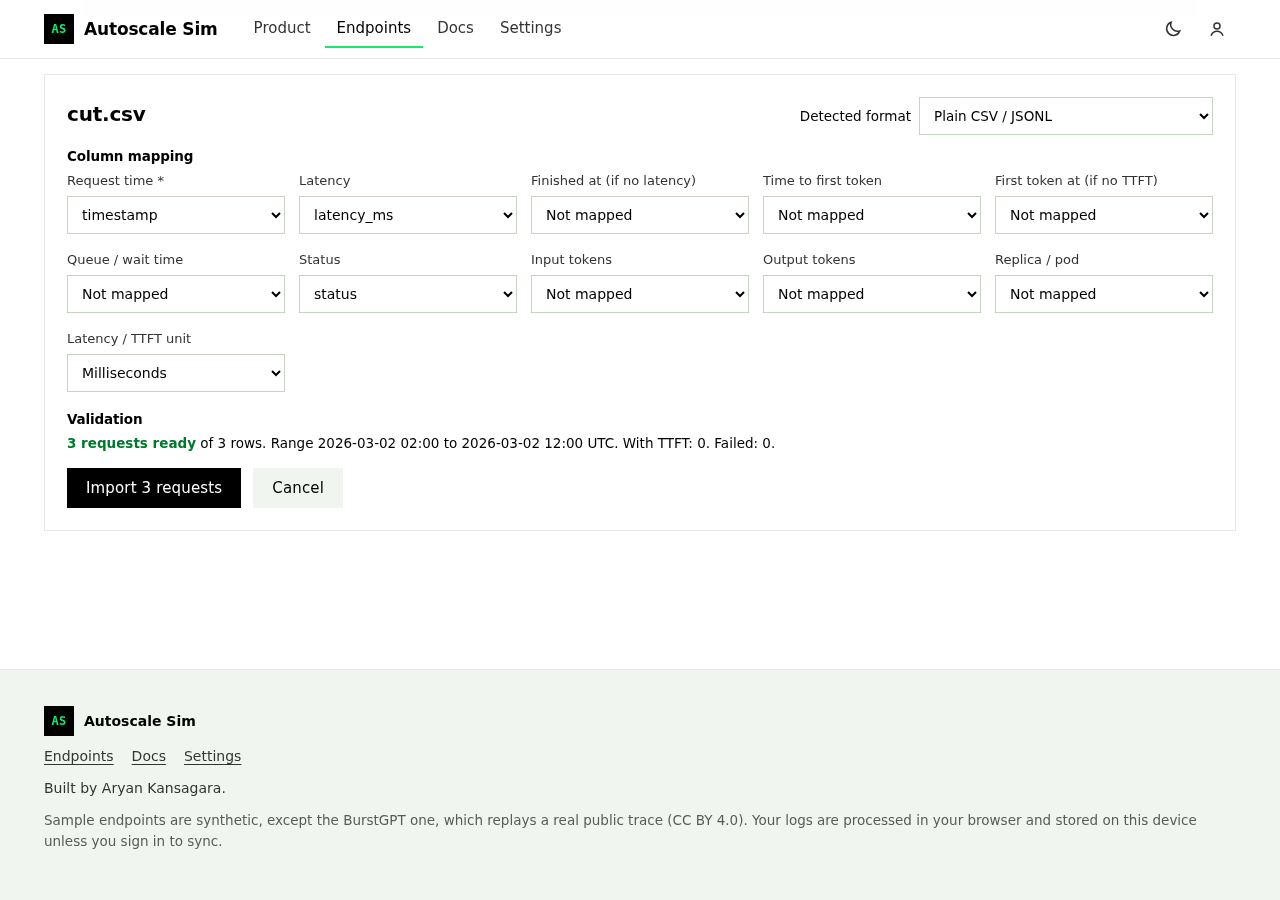 AS Autoscale Sim Product Endpoints Docs Settings
cut.csv Detected format Plain CSV / JSONL
Column mapping
Request time * Latency Finished at (if no latency) Time to first token First token at (if no TTFT)
timestamp latency_ms Not mapped Not mapped Not mapped
Queue / wait time Status Input tokens Output tokens Replica / pod
Not mapped status Not mapped Not mapped Not mapped
Latency / TTFT unit
Milliseconds
Validation
3 requests ready of 3 rows. Range 2026-03-02 02:00 to 2026-03-02 12:00 UTC. With TTFT: 0. Failed: 0.
Import 3 requests Cancel
AS Autoscale Sim
Endpoints Docs Settings
Built by Aryan Kansagara.
Sample endpoints are synthetic, except the BurstGPT one, which replays a real public trace (CC BY 4.0). Your logs are processed in your browser and stored on this device
unless you sign in to sync.